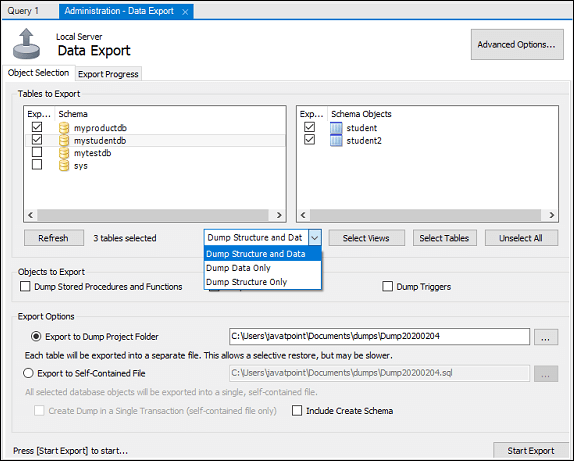 Query 1 Administration - Data Export ×
Local Server
Data Export
Advanced Options...
Object Selection Export Progress
Tables to Export
Exp... Schema
myproductdb
mystudentdb
mytestdb
sys
Exp... Schema Objects
student
student2
Refresh 3 tables selected Dump Structure and Dat Select Views Select Tables Unselect All
Dump Structure and Data
Dump Data Only
Dump Structure Only
Objects to Export
Dump Stored Procedures and Functions Dump Triggers
Export Options
Export to Dump Project Folder C:\Users\javatpoint\Documents\dumps\Dump20200204 ...
Each table will be exported into a separate file. This allows a selective restore, but may be slower.
Export to Self-Contained File C:\Users\javatpoint\Documents\dumps\Dump20200204.sql ...
All selected database objects will be exported into a single, self-contained file.
Create Dump in a Single Transaction (self-contained file only) Include Create Schema
Press [Start Export] to start... Start Export